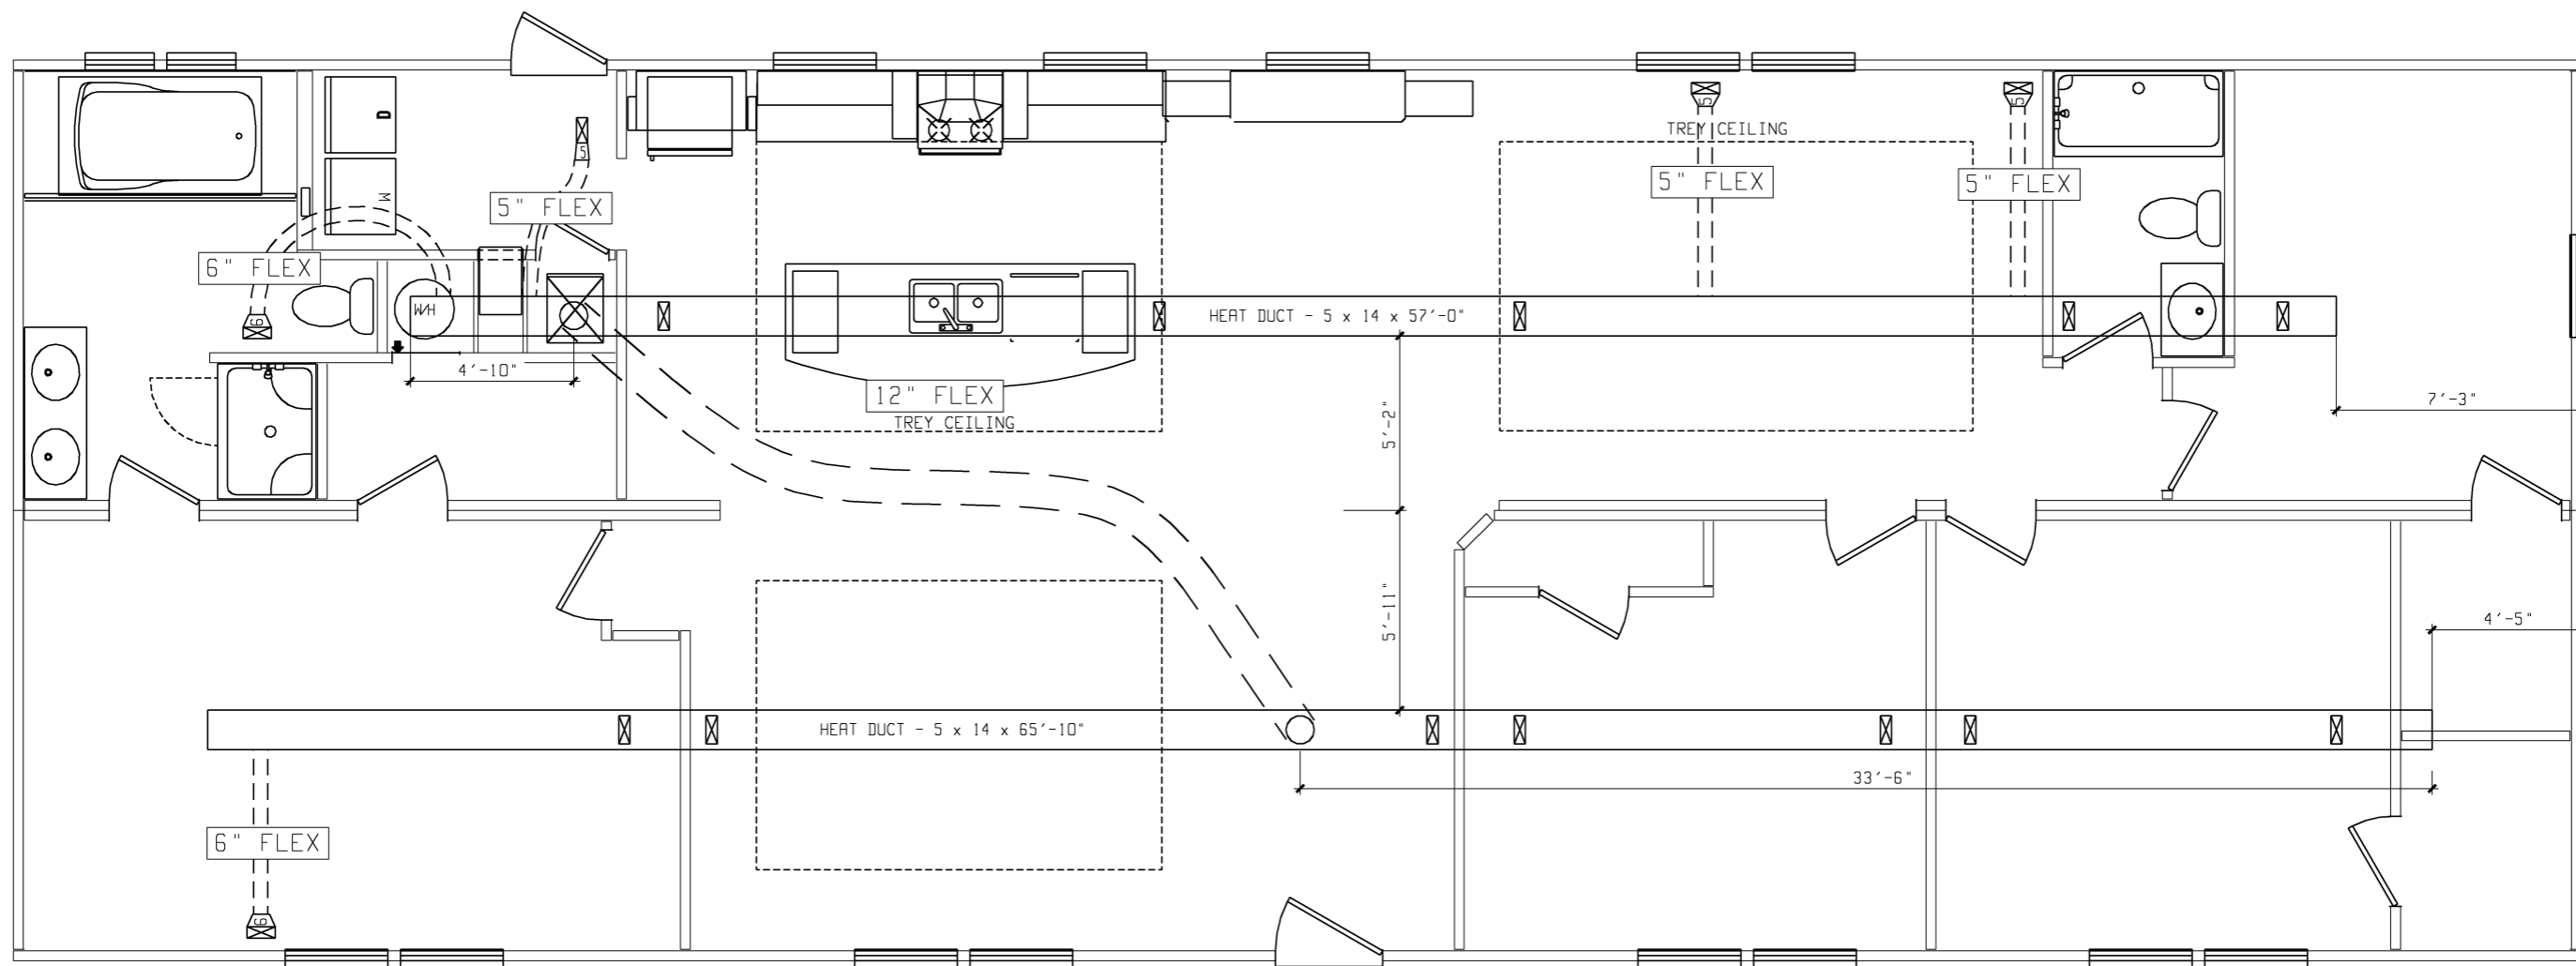 D
M
5
5
5
TREY CEILING
5" FLEX
5" FLEX
5" FLEX
6" FLEX
W/H
6
HEAT DUCT - 5 x 14 x 57'-0"
4'-10"
12" FLEX
TREY CEILING
5'-2"
7'-3"
5'-11"
4'-5"
HEAT DUCT - 5 x 14 x 65'-10"
33'-6"
6" FLEX
6